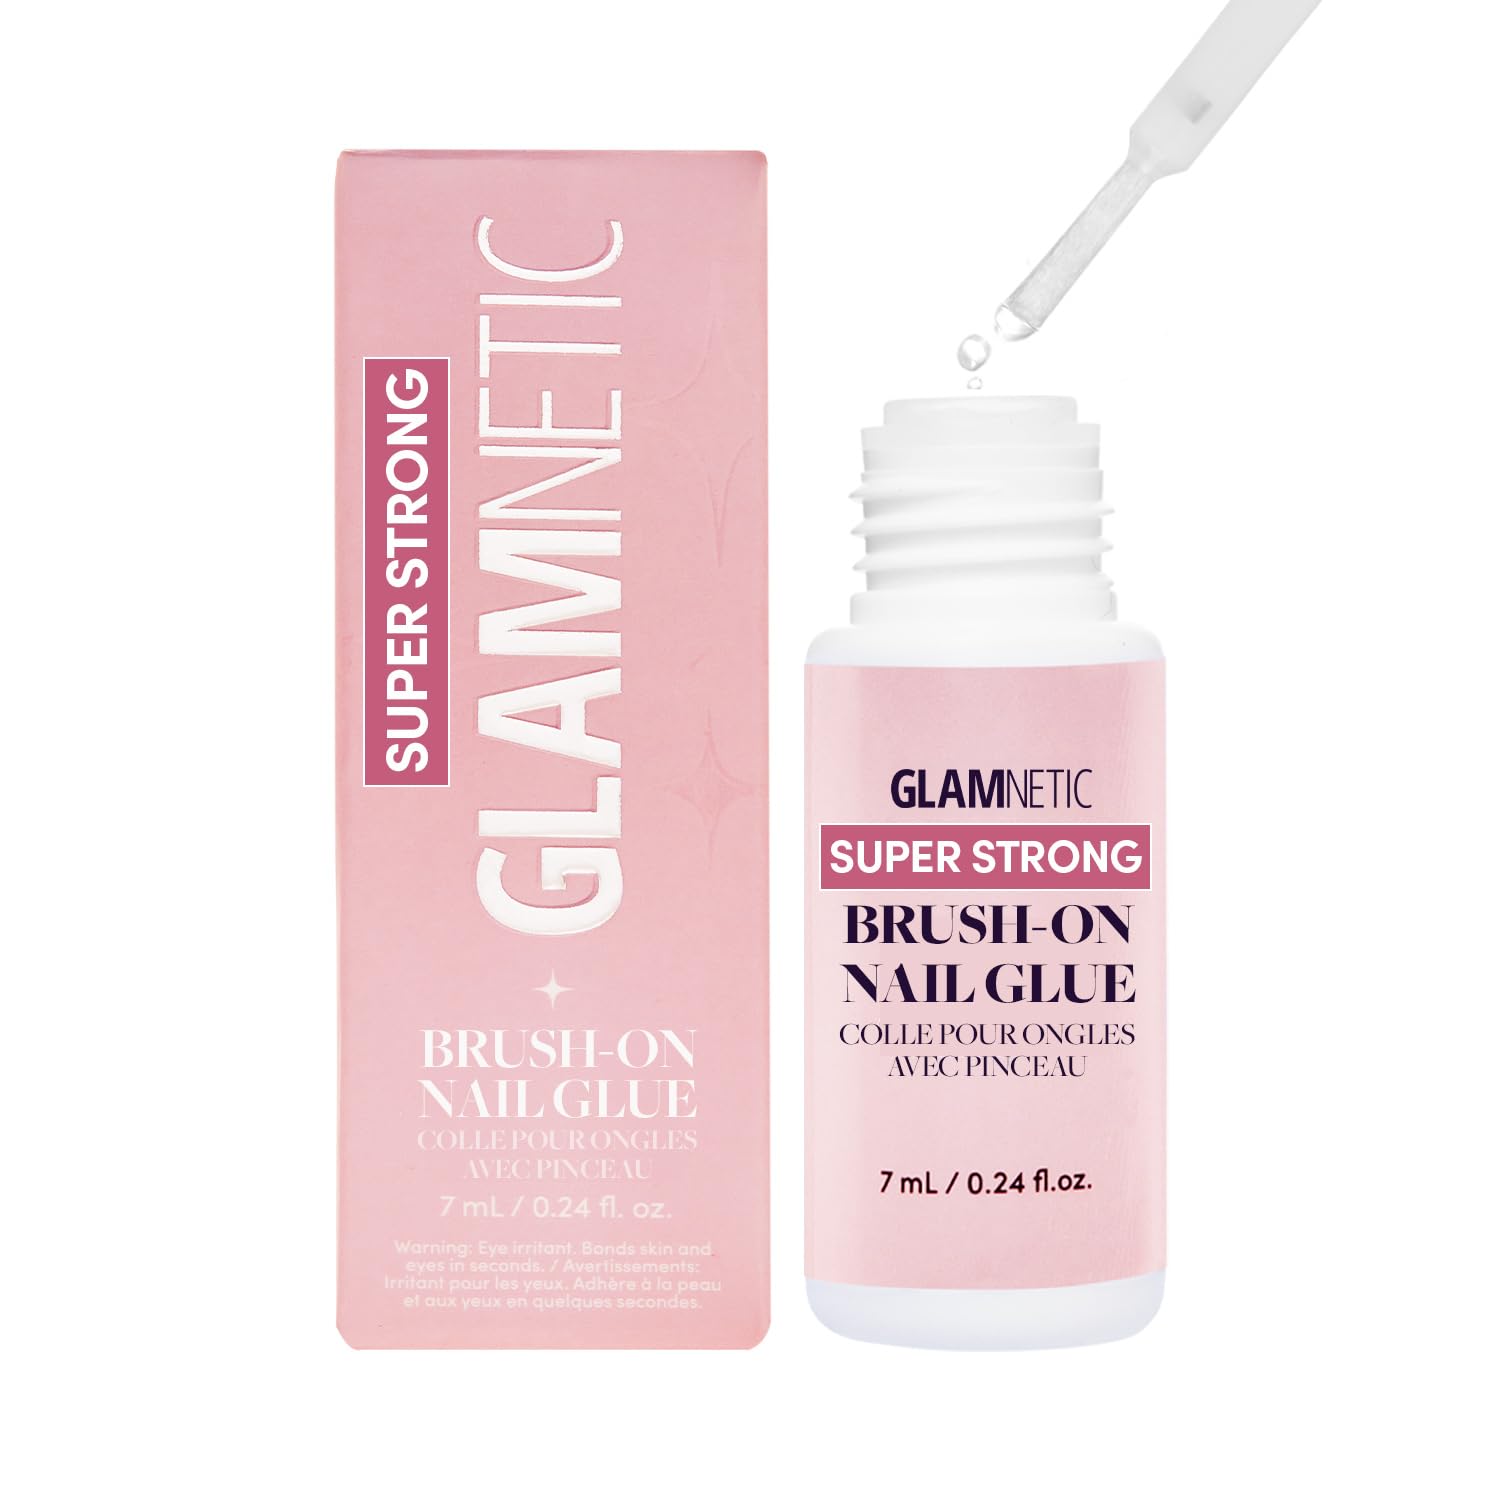 SUPER STRONG
GLAMNETIC
BRUSH-ON
NAIL GLUE
COLLE POUR ONGLES
AVEC PINCEAU
7 mL / 0.24 fl. oz.
Warning: Eye irritant. Bonds skin and
eyes in seconds. / Avertissements:
Irritant pour les yeux. Adhère à la peau
et aux yeux en quelques secondes.
GLAMNETIC
SUPER STRONG
BRUSH-ON
NAIL GLUE
COLLE POUR ONGLES
AVEC PINCEAU
7 mL / 0.24 fl.oz.